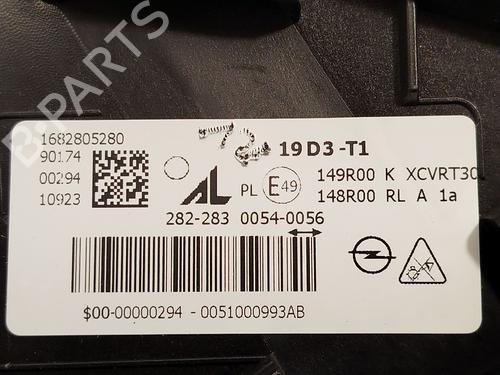 B-PARTS
1682805280
90174
00294
10923
19D3-T1
AL
PL
E49
149R00 K XCVRT30
148R00 RL A 1a
282-283 0054-0056
$00-00000294 - 0051000993AB